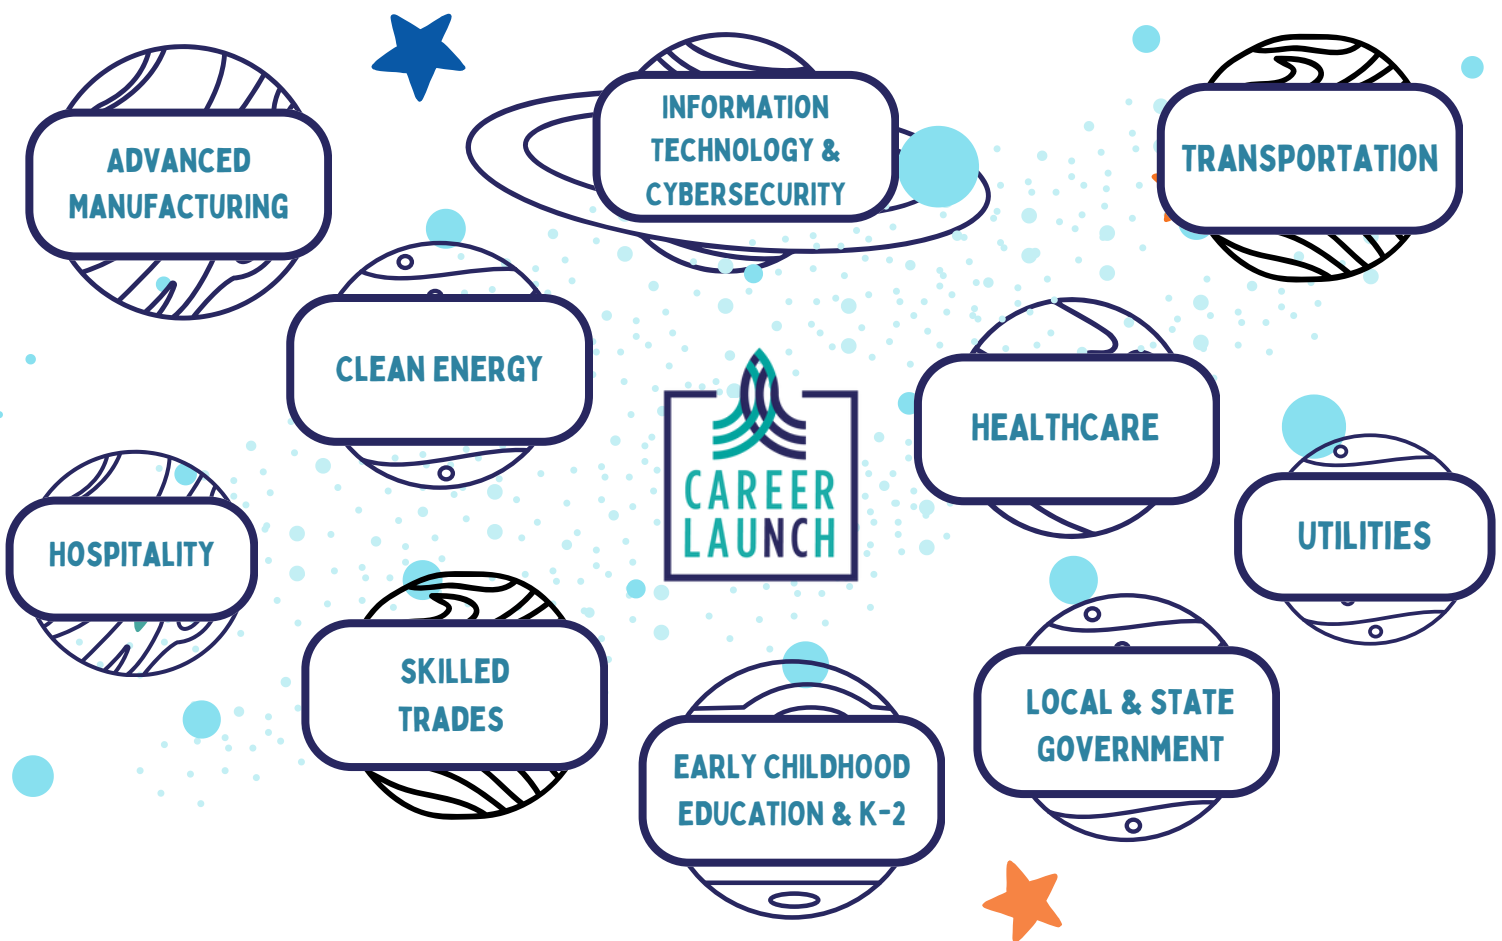 ADVANCED
MANUFACTURING
INFORMATION
TECHNOLOGY &
CYBERSECURITY
TRANSPORTATION
CLEAN ENERGY
HEALTHCARE
CAREER
LAUNCH
HOSPITALITY
UTILITIES
SKILLED
TRADES
EARLY CHILDHOOD
EDUCATION & K-2
LOCAL & STATE
GOVERNMENT